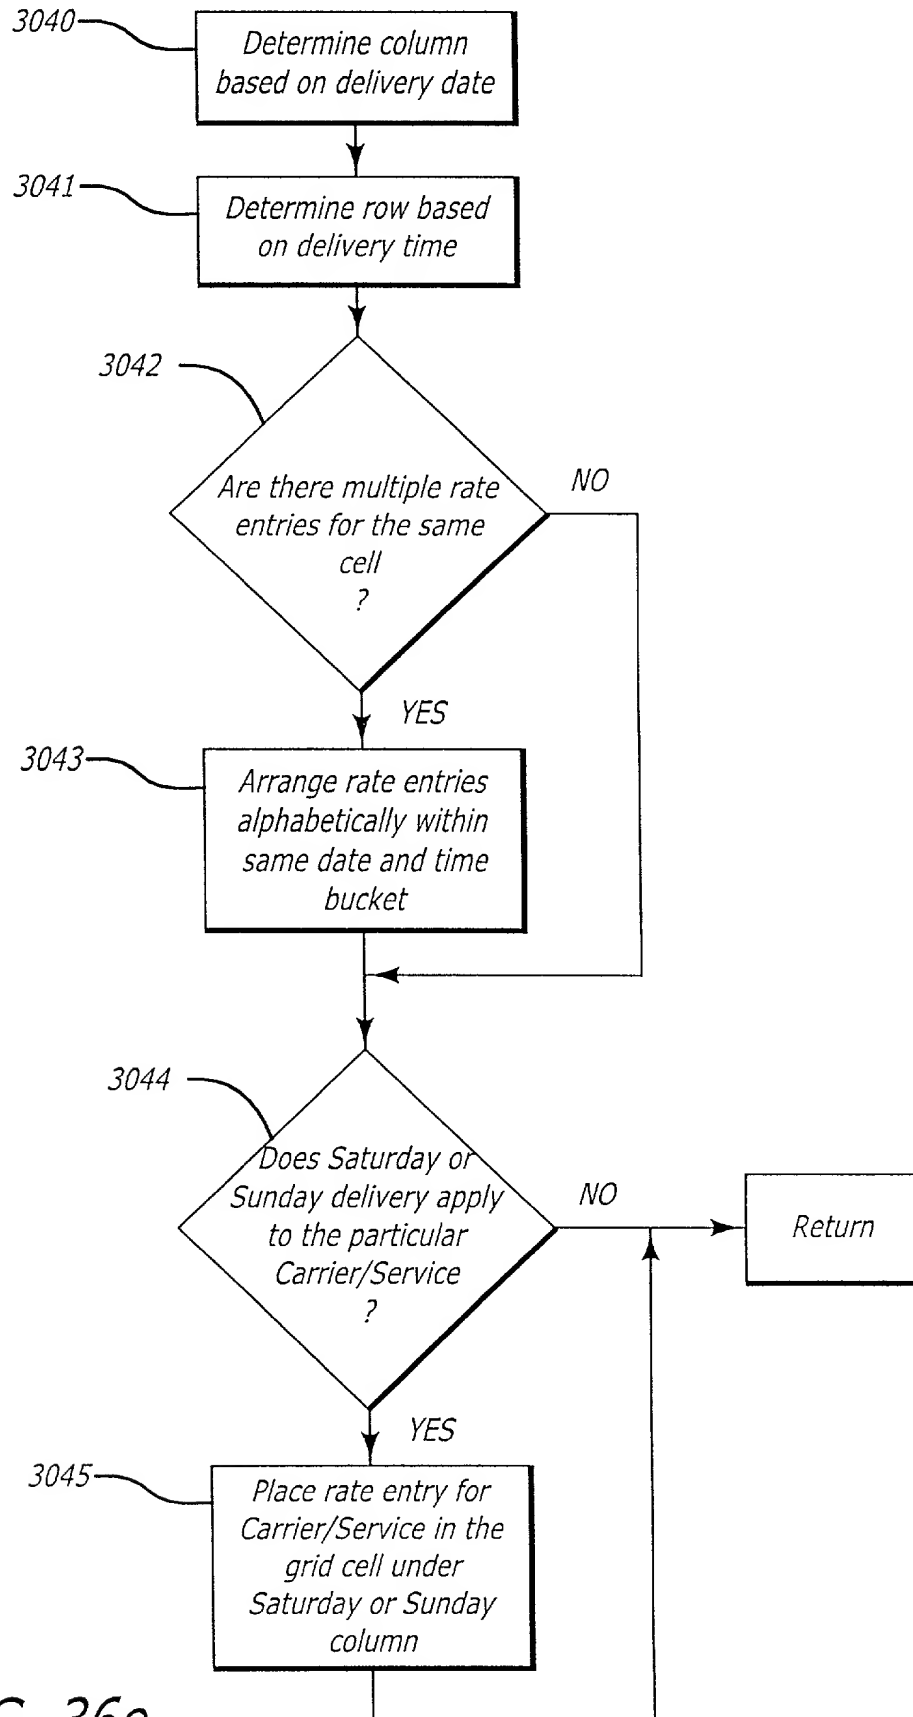 3040
Determine column
based on delivery date
3041
Determine row based
on delivery time
3042
Are there multiple rate
entries for the same
cell
?
NO
YES
3043
Arrange rate entries
alphabetically within
same date and time
bucket
3044
Does Saturday or
Sunday delivery apply
to the particular
Carrier/Service
?
NO
Return
YES
3045
Place rate entry for
Carrier/Service in the
grid cell under
Saturday or Sunday
column